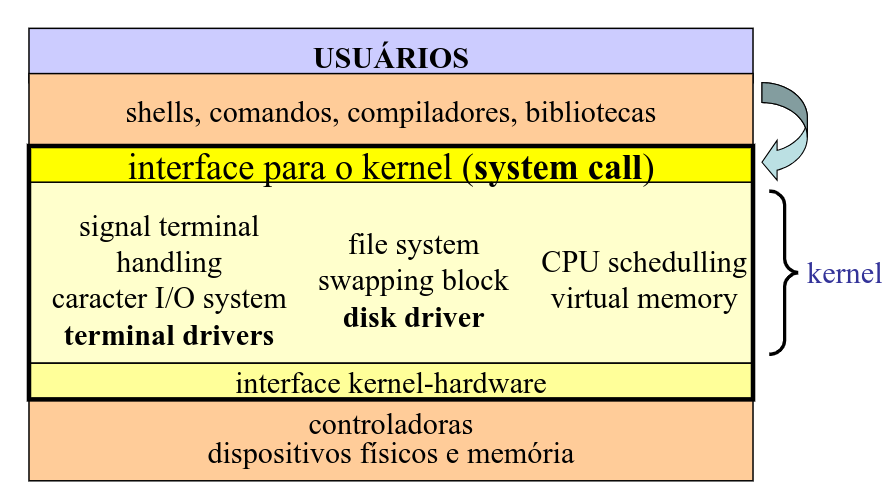 USUÁRIOS
shells, comandos, compiladores, bibliotecas
interface para o kernel (system call)
signal terminal
handling
caracter I/O system
terminal drivers
file system
swapping block
disk driver
CPU schedulling
virtual memory
kernel
interface kernel-hardware
controladoras
dispositivos físicos e memória